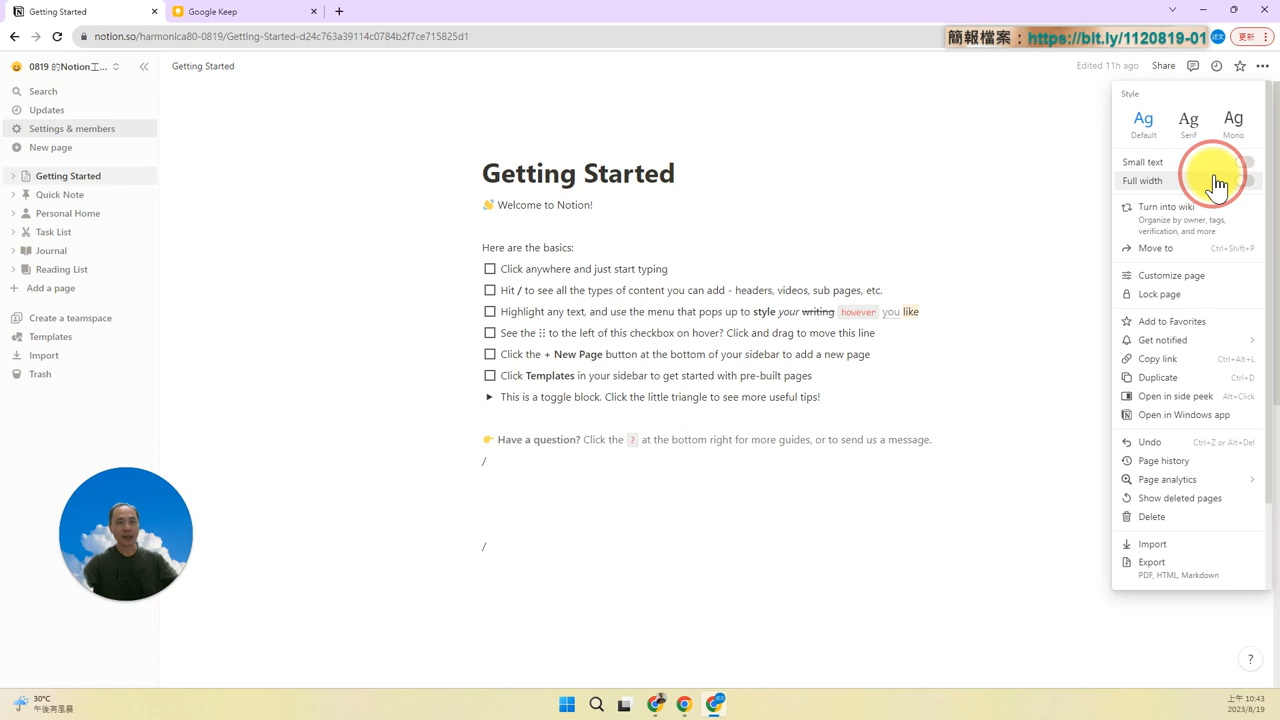 Getting Started
Google Keep
notion.so/harmonica80-0819/Getting-Started-d24c763a39114c0784b2f7ce715825d1
簡報檔案：https://bit.ly/1120819-01
更新
0819 的Notion工...
Getting Started
Edited 11h ago
Share
Search
Updates
Settings & members
New page
Getting Started
Quick Note
Personal Home
Task List
Journal
Reading List
Add a page
Create a teamspace
Templates
Import
Trash
Getting Started
Welcome to Notion!
Here are the basics:
Click anywhere and just start typing
Hit / to see all the types of content you can add - headers, videos, sub pages, etc.
Highlight any text, and use the menu that pops up to style your writing however you like
See the ⠿ to the left of this checkbox on hover? Click and drag to move this line
Click the + New Page button at the bottom of your sidebar to add a new page
Click Templates in your sidebar to get started with pre-built pages
This is a toggle block. Click the little triangle to see more useful tips!
Have a question? Click the ? at the bottom right for more guides, or to send us a message.
/
/
Style
Ag Ag Ag
Default Serif Mono
Small text
Full width
Turn into wiki
Organize by owner, tags,
verification, and more
Move to Ctrl+Shift+P
Customize page
Lock page
Add to Favorites
Get notified
Copy link Ctrl+Alt+L
Duplicate Ctrl+D
Open in side peek Alt+Click
Open in Windows app
Undo Ctrl+Z or Alt+Del
Page history
Page analytics
Show deleted pages
Delete
Import
Export
PDF, HTML, Markdown
?
30°C
午後有風暴
上午 10:43
2023/8/19